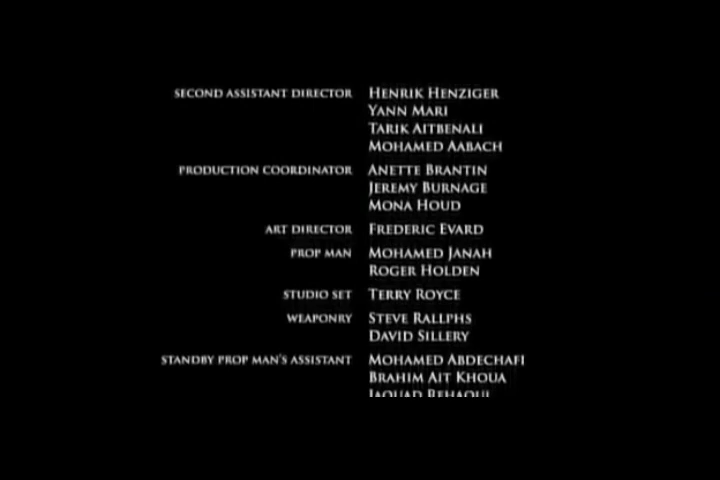 SECOND ASSISTANT DIRECTOR HENRIK HENZIGER
YANN MARI
TARIK AITBENALI
MOHAMED AABACH
PRODUCTION COORDINATOR ANETTE BRANTIN
JEREMY BURNAGE
MONA HOUD
ART DIRECTOR FREDERIC EVARD
PROP MAN MOHAMED JANAH
ROGER HOLDEN
STUDIO SET TERRY ROYCE
WEAPONRY STEVE RALLPHS
DAVID SILLERY
STANDBY PROP MAN'S ASSISTANT MOHAMED ABDECHAFI
BRAHIM AIT KHOUA
JAOUAD